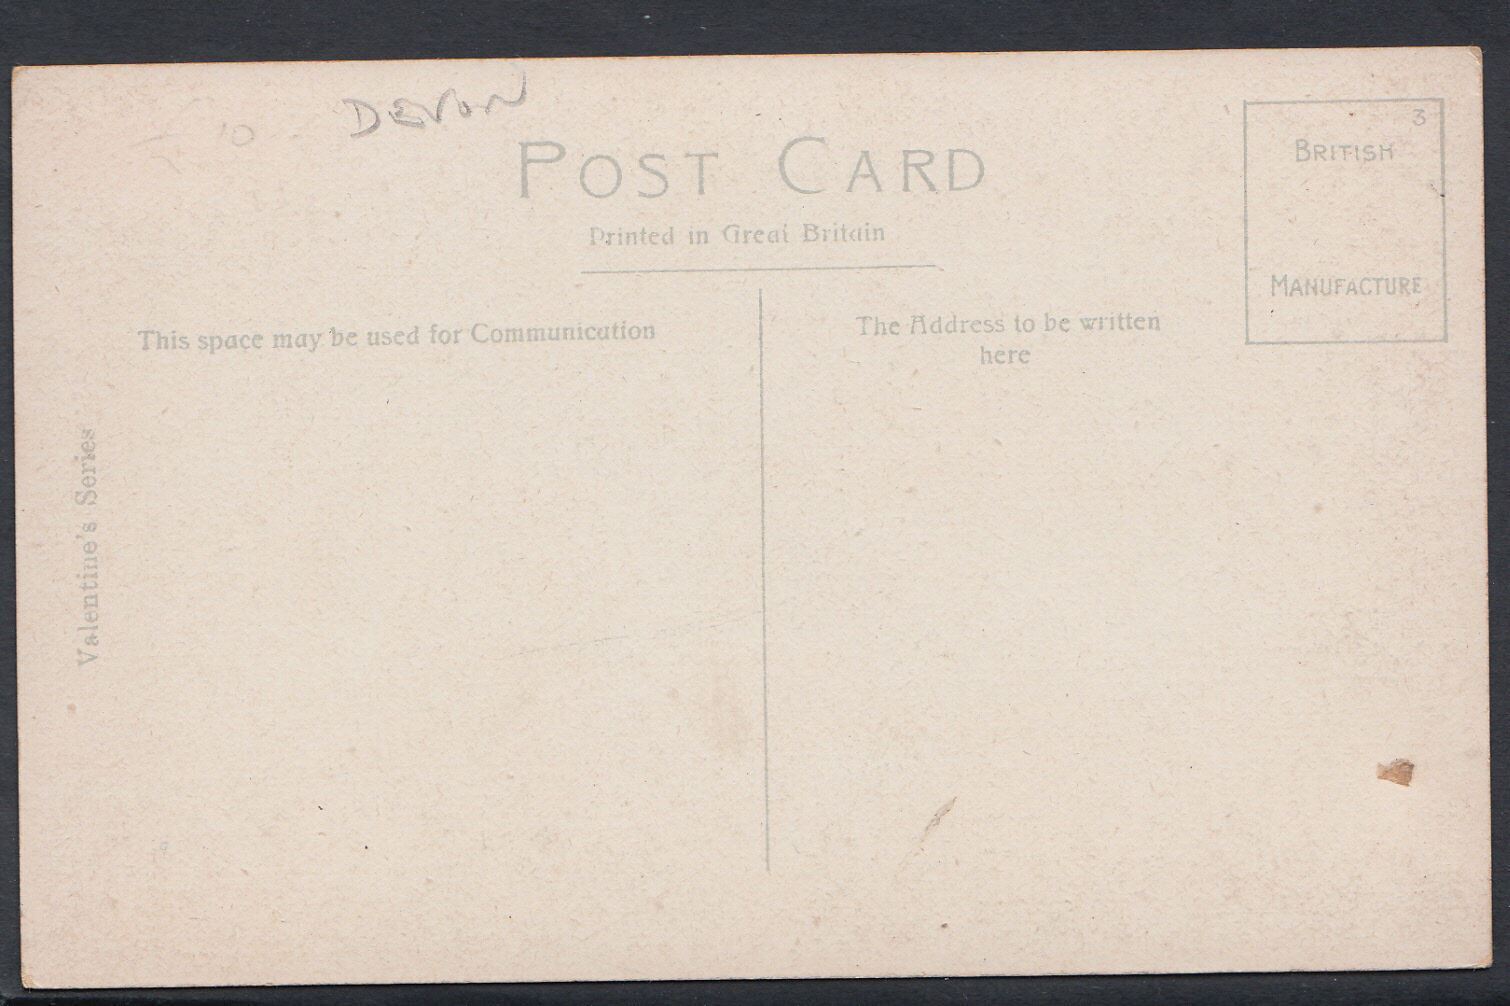 DEVON
POST CARD
Printed in Great Britain
3
BRITISH
MANUFACTURE
This space may be used for Communication
The Address to be written
here
Valentine's Series